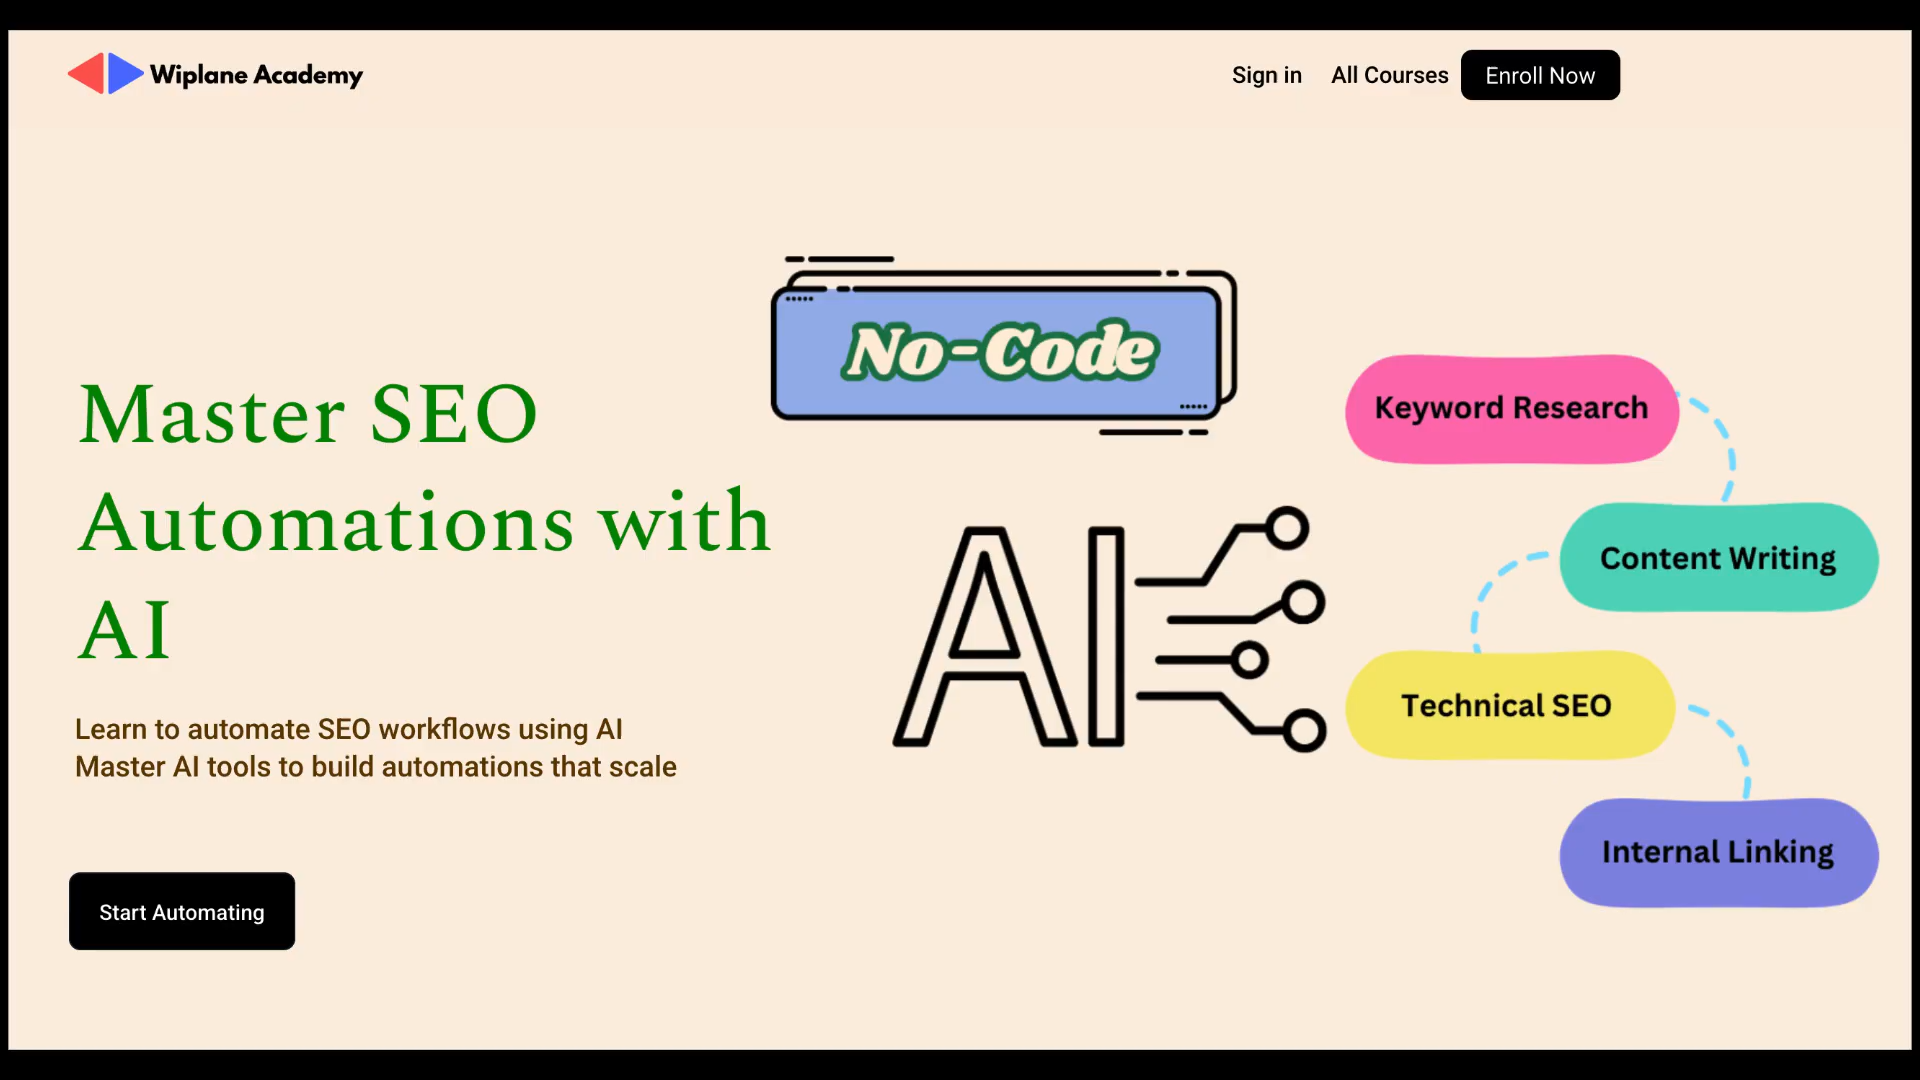 Wiplane Academy
Sign in
All Courses
Enroll Now
No-Code
Master SEO
Automations with
AI
Learn to automate SEO workflows using AI
Master AI tools to build automations that scale
Start Automating
AI
Keyword Research
Content Writing
Technical SEO
Internal Linking